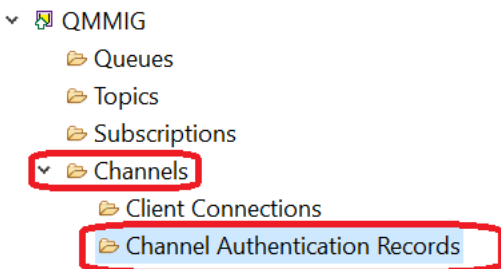 QMMIG
Queues
Topics
Subscriptions
Channels
Client Connections
Channel Authentication Records